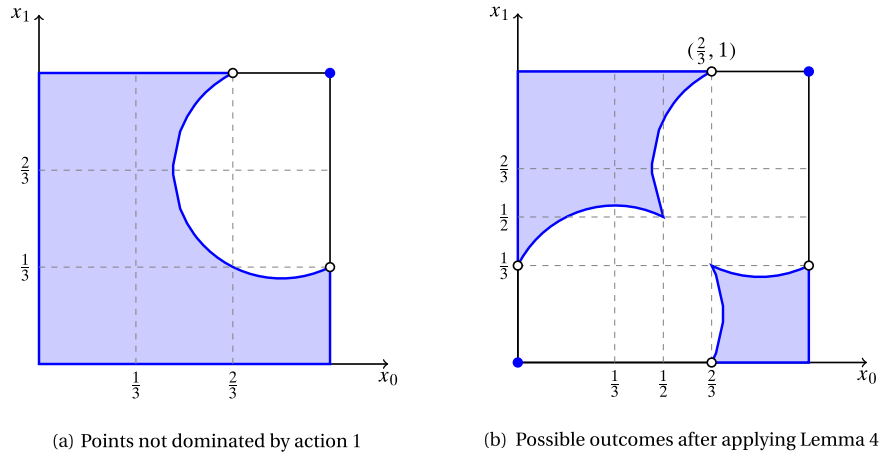 x₁
2/3
1/3
1/3
2/3
x₀
(a) Points not dominated by action 1
x₁
(2/3, 1)
2/3
1/2
1/3
1/3
1/2
2/3
x₀
(b) Possible outcomes after applying Lemma 4